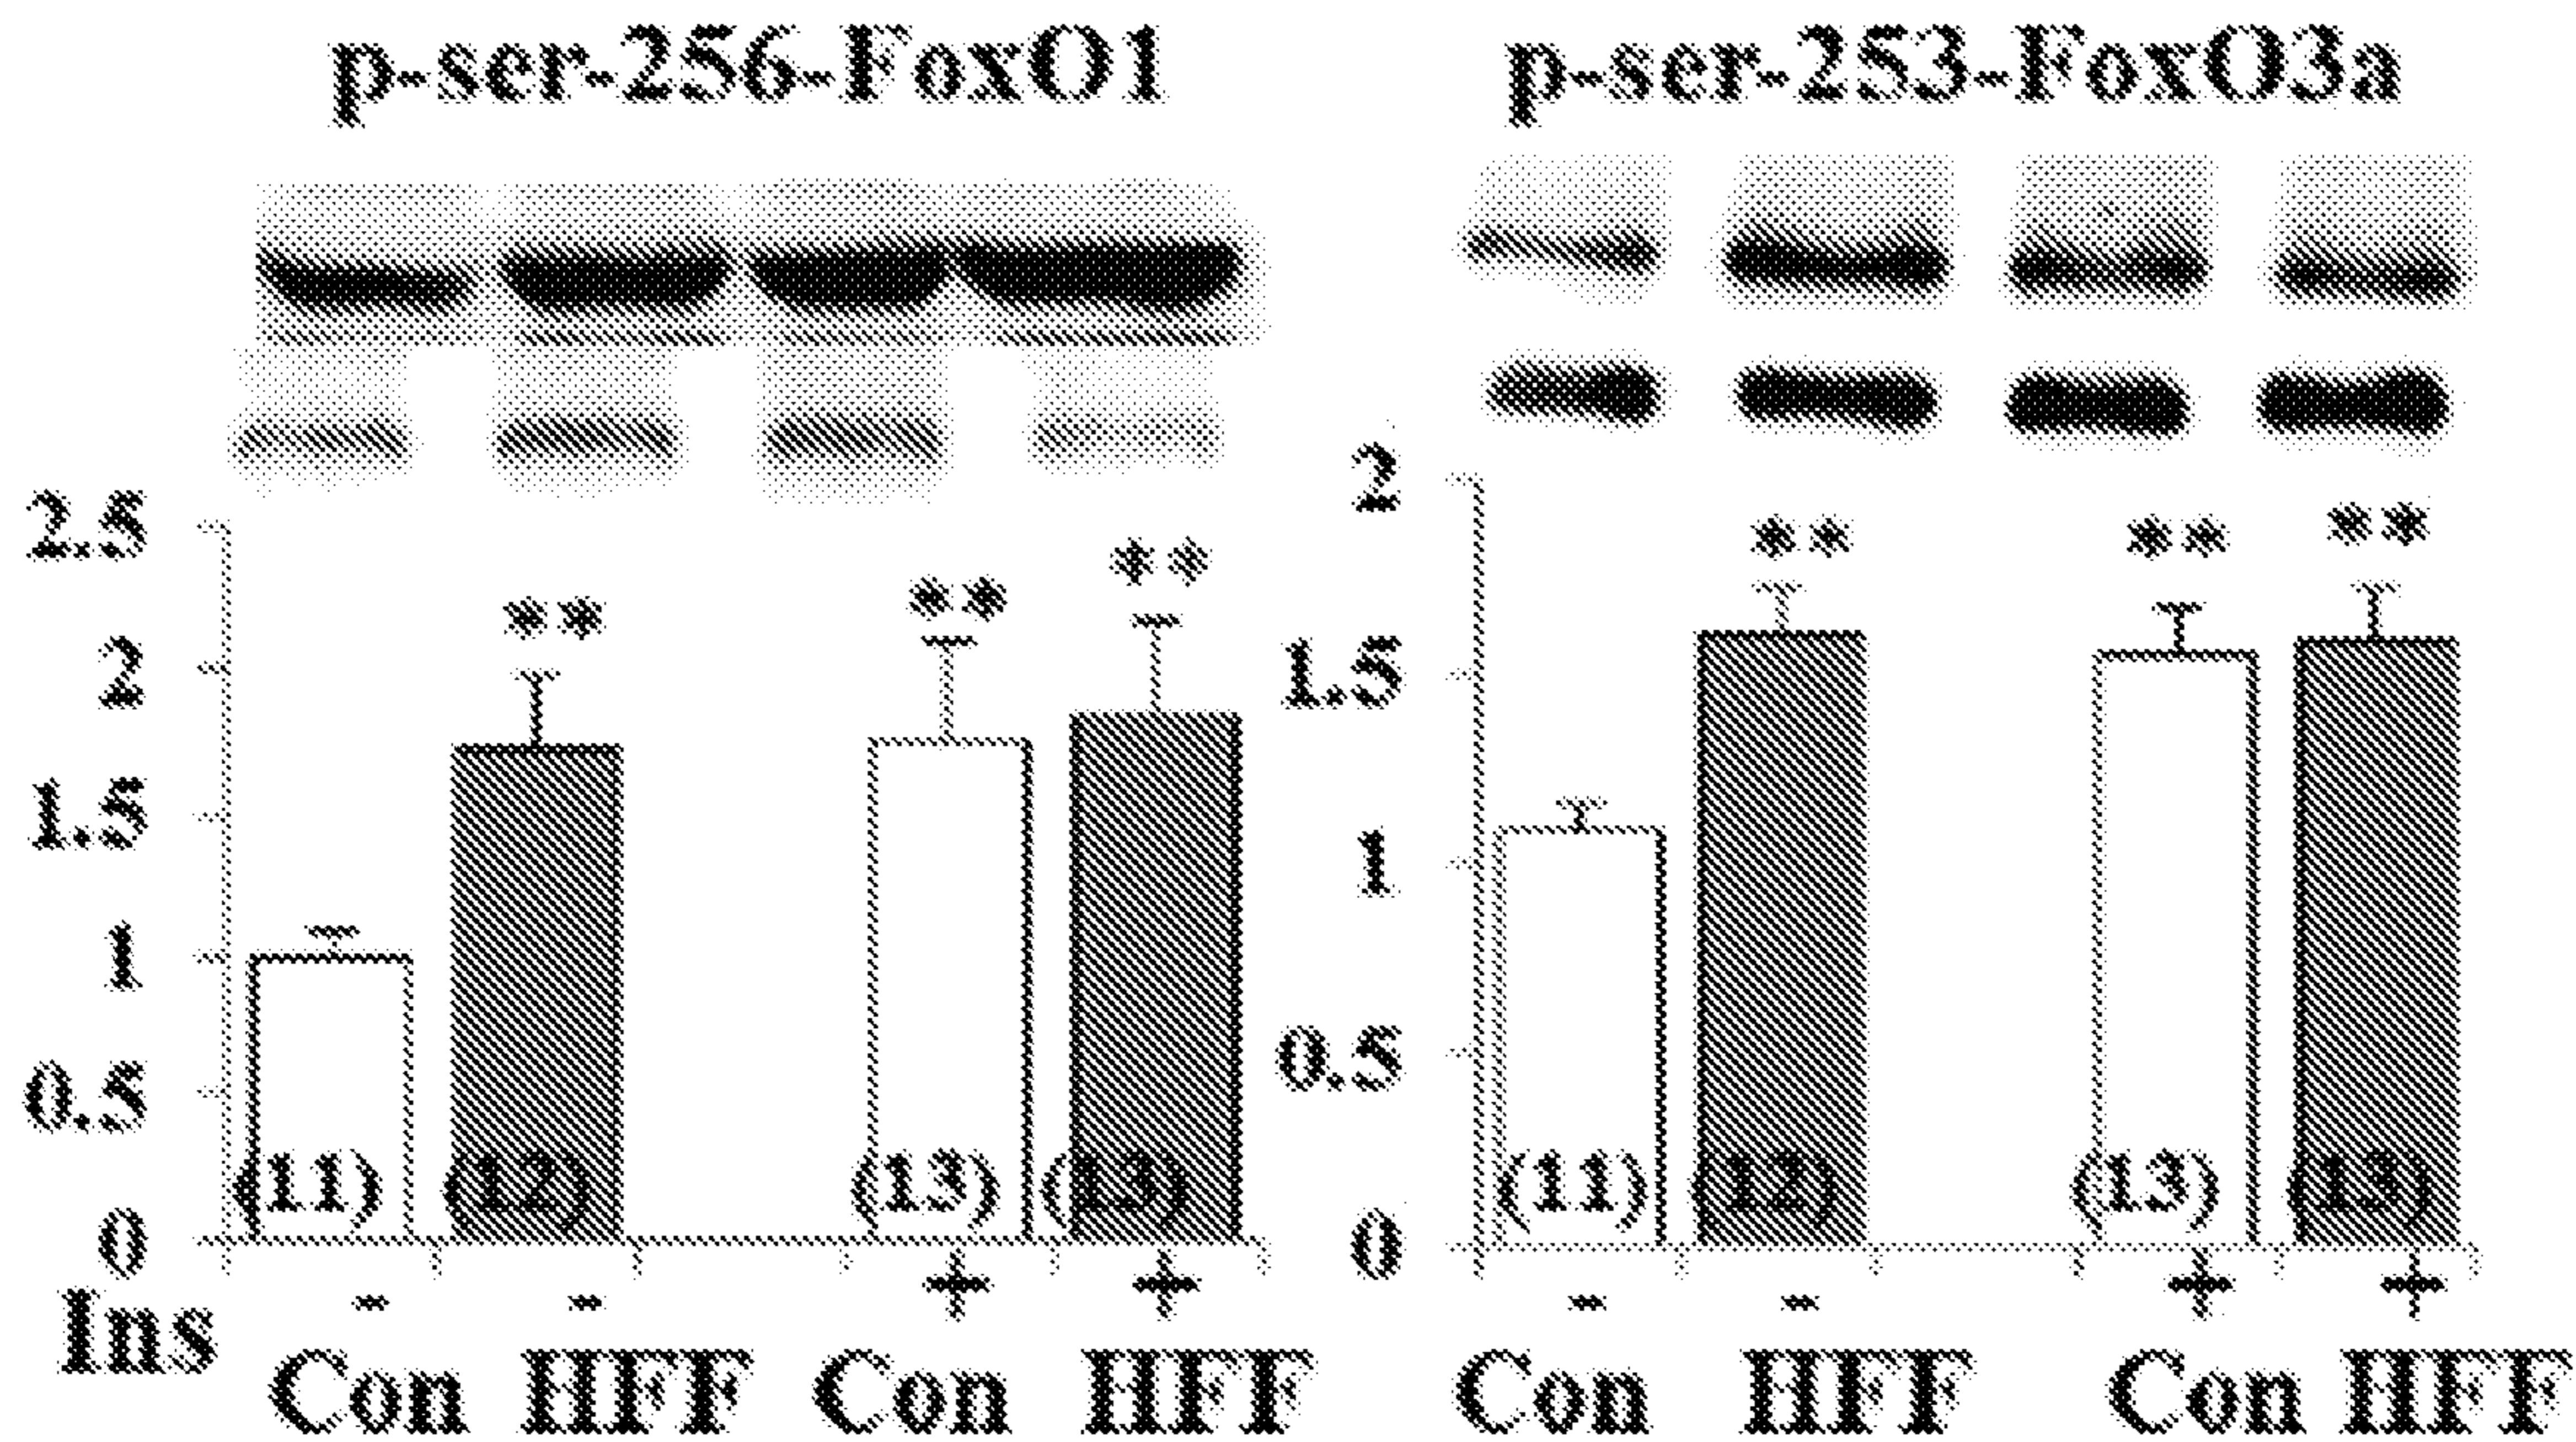 p-ser-256-FoxO1
2.5
2
1.5
1
0.5
0
** ** **
(11) (12) (13) (13)
Ins - - + +
Con HFF Con HFF
p-ser-253-FoxO3a
2
1.5
1
0.5
0
** ** **
(11) (12) (13) (13)
- - + +
Con HFF Con HFF